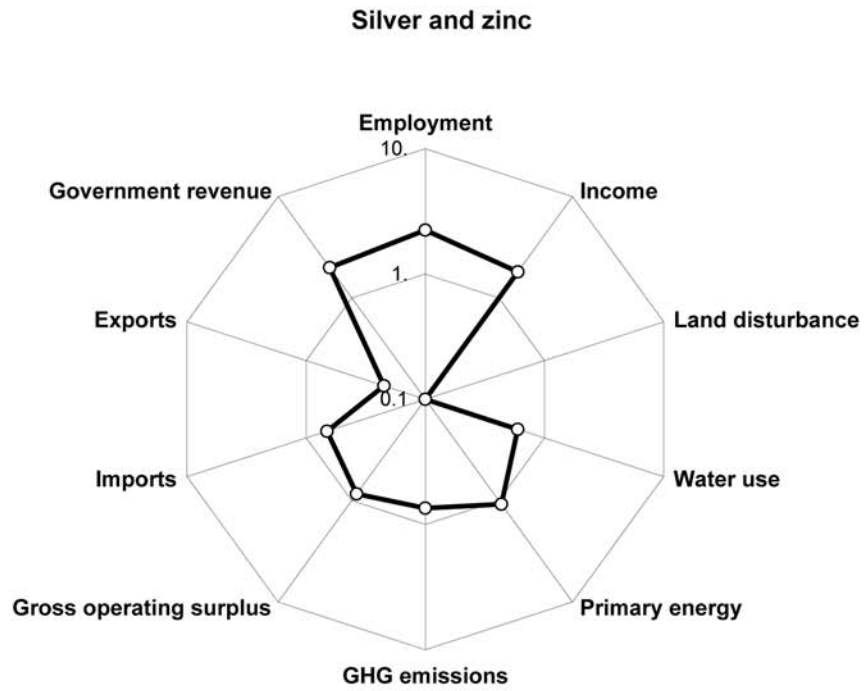 Silver and zinc
Employment
10.
Government revenue
Income
1.
Exports
Land disturbance
0.1
Imports
Water use
Gross operating surplus
Primary energy
GHG emissions